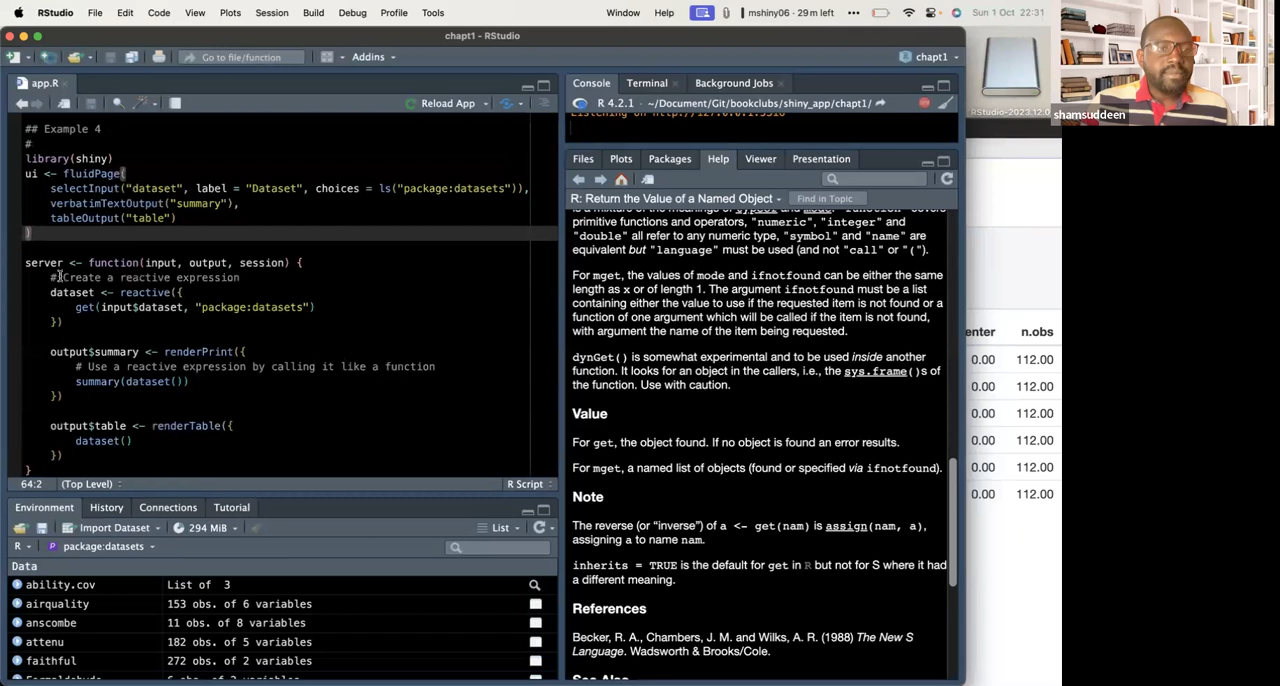 RStudio File Edit Code View Plots Session Build Debug Profile Tools Window Help mshiny06 • 29m left ••• Sun 1 Oct 22:31
chapt1 - RStudio
Go to file/function Addins chapt1
app.R
Reload App
## Example 4
#
library(shiny)
ui <- fluidPage(
selectInput("dataset", label = "Dataset", choices = ls("package:datasets")),
verbatimTextOutput("summary"),
tableOutput("table")
)
server <- function(input, output, session) {
# Create a reactive expression
dataset <- reactive({
get(input$dataset, "package:datasets")
})
output$summary <- renderPrint({
# Use a reactive expression by calling it like a function
summary(dataset())
})
output$table <- renderTable({
dataset()
})
}
64:2 (Top Level) R Script
Environment History Connections Tutorial
Import Dataset 294 MiB List
R package:datasets
Data
ability.cov List of 3
airquality 153 obs. of 6 variables
anscombe 11 obs. of 8 variables
attenu 182 obs. of 5 variables
faithful 272 obs. of 2 variables
Console Terminal Background Jobs
R 4.2.1 · ~/Document/Git/bookclubs/shiny_app/chapt1/
Files Plots Packages Help Viewer Presentation
R: Return the Value of a Named Object Find in Topic
is a mixture of the meanings of typeof and mode: "function" covers
primitive functions and operators, "numeric", "integer" and
"double" all refer to any numeric type, "symbol" and "name" are
equivalent but "language" must be used (and not "call" or "(").
For mget, the values of mode and ifnotfound can be either the same
length as x or of length 1. The argument ifnotfound must be a list
containing either the value to use if the requested item is not found or a
function of one argument which will be called if the item is not found,
with argument the name of the item being requested.
dynGet() is somewhat experimental and to be used inside another
function. It looks for an object in the callers, i.e., the sys.frame()s of
the function. Use with caution.
Value
For get, the object found. If no object is found an error results.
For mget, a named list of objects (found or specified via ifnotfound).
Note
The reverse (or “inverse”) of a <- get(nam) is assign(nam, a),
assigning a to name nam.
inherits = TRUE is the default for get in R but not for S where it had
a different meaning.
References
Becker, R. A., Chambers, J. M. and Wilks, A. R. (1988) The New S
Language. Wadsworth & Brooks/Cole.
shamsuddeen
RStudio-2023.12.0
enter n.obs
0.00 112.00
0.00 112.00
0.00 112.00
0.00 112.00
0.00 112.00
0.00 112.00